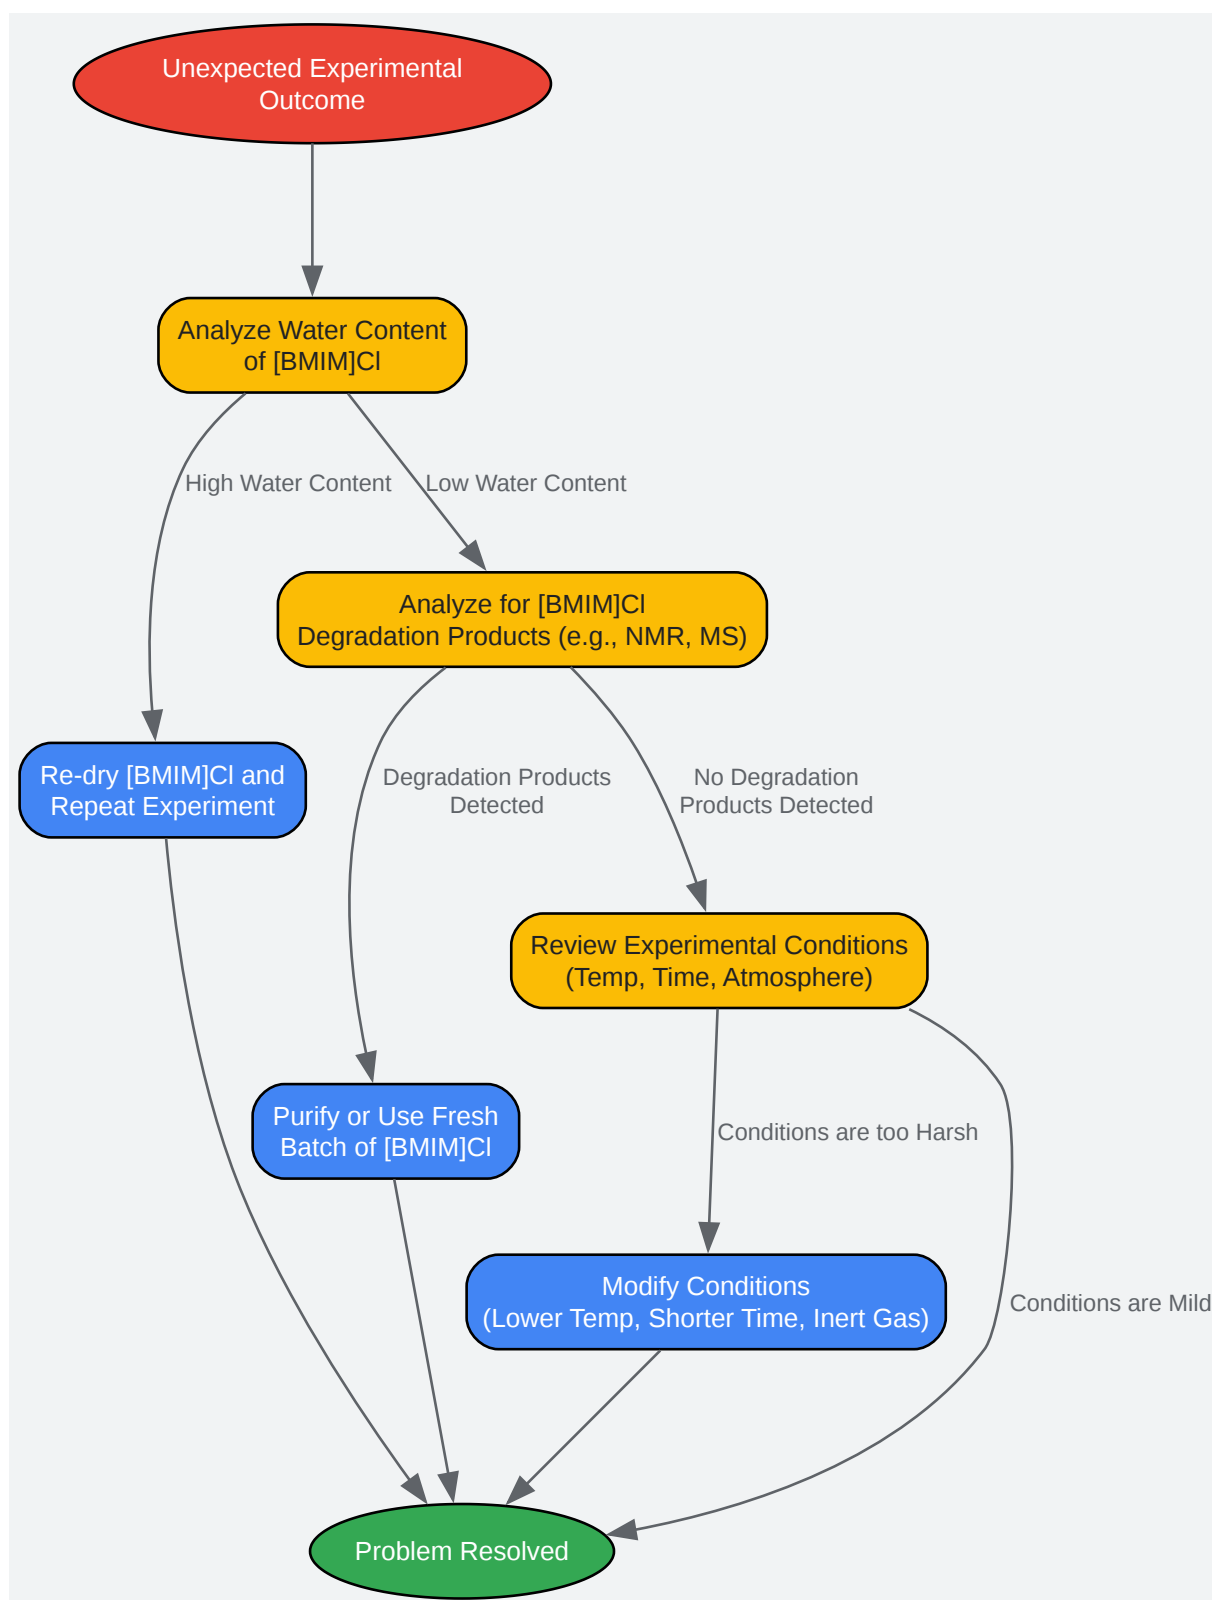 Unexpected Experimental
Outcome
Analyze Water Content
of [BMIM]Cl
High Water Content
Low Water Content
Analyze for [BMIM]Cl
Degradation Products (e.g., NMR, MS)
Re-dry [BMIM]Cl and
Repeat Experiment
Degradation Products
Detected
No Degradation
Products Detected
Review Experimental Conditions
(Temp, Time, Atmosphere)
Purify or Use Fresh
Batch of [BMIM]Cl
Conditions are too Harsh
Modify Conditions
(Lower Temp, Shorter Time, Inert Gas)
Conditions are Mild
Problem Resolved